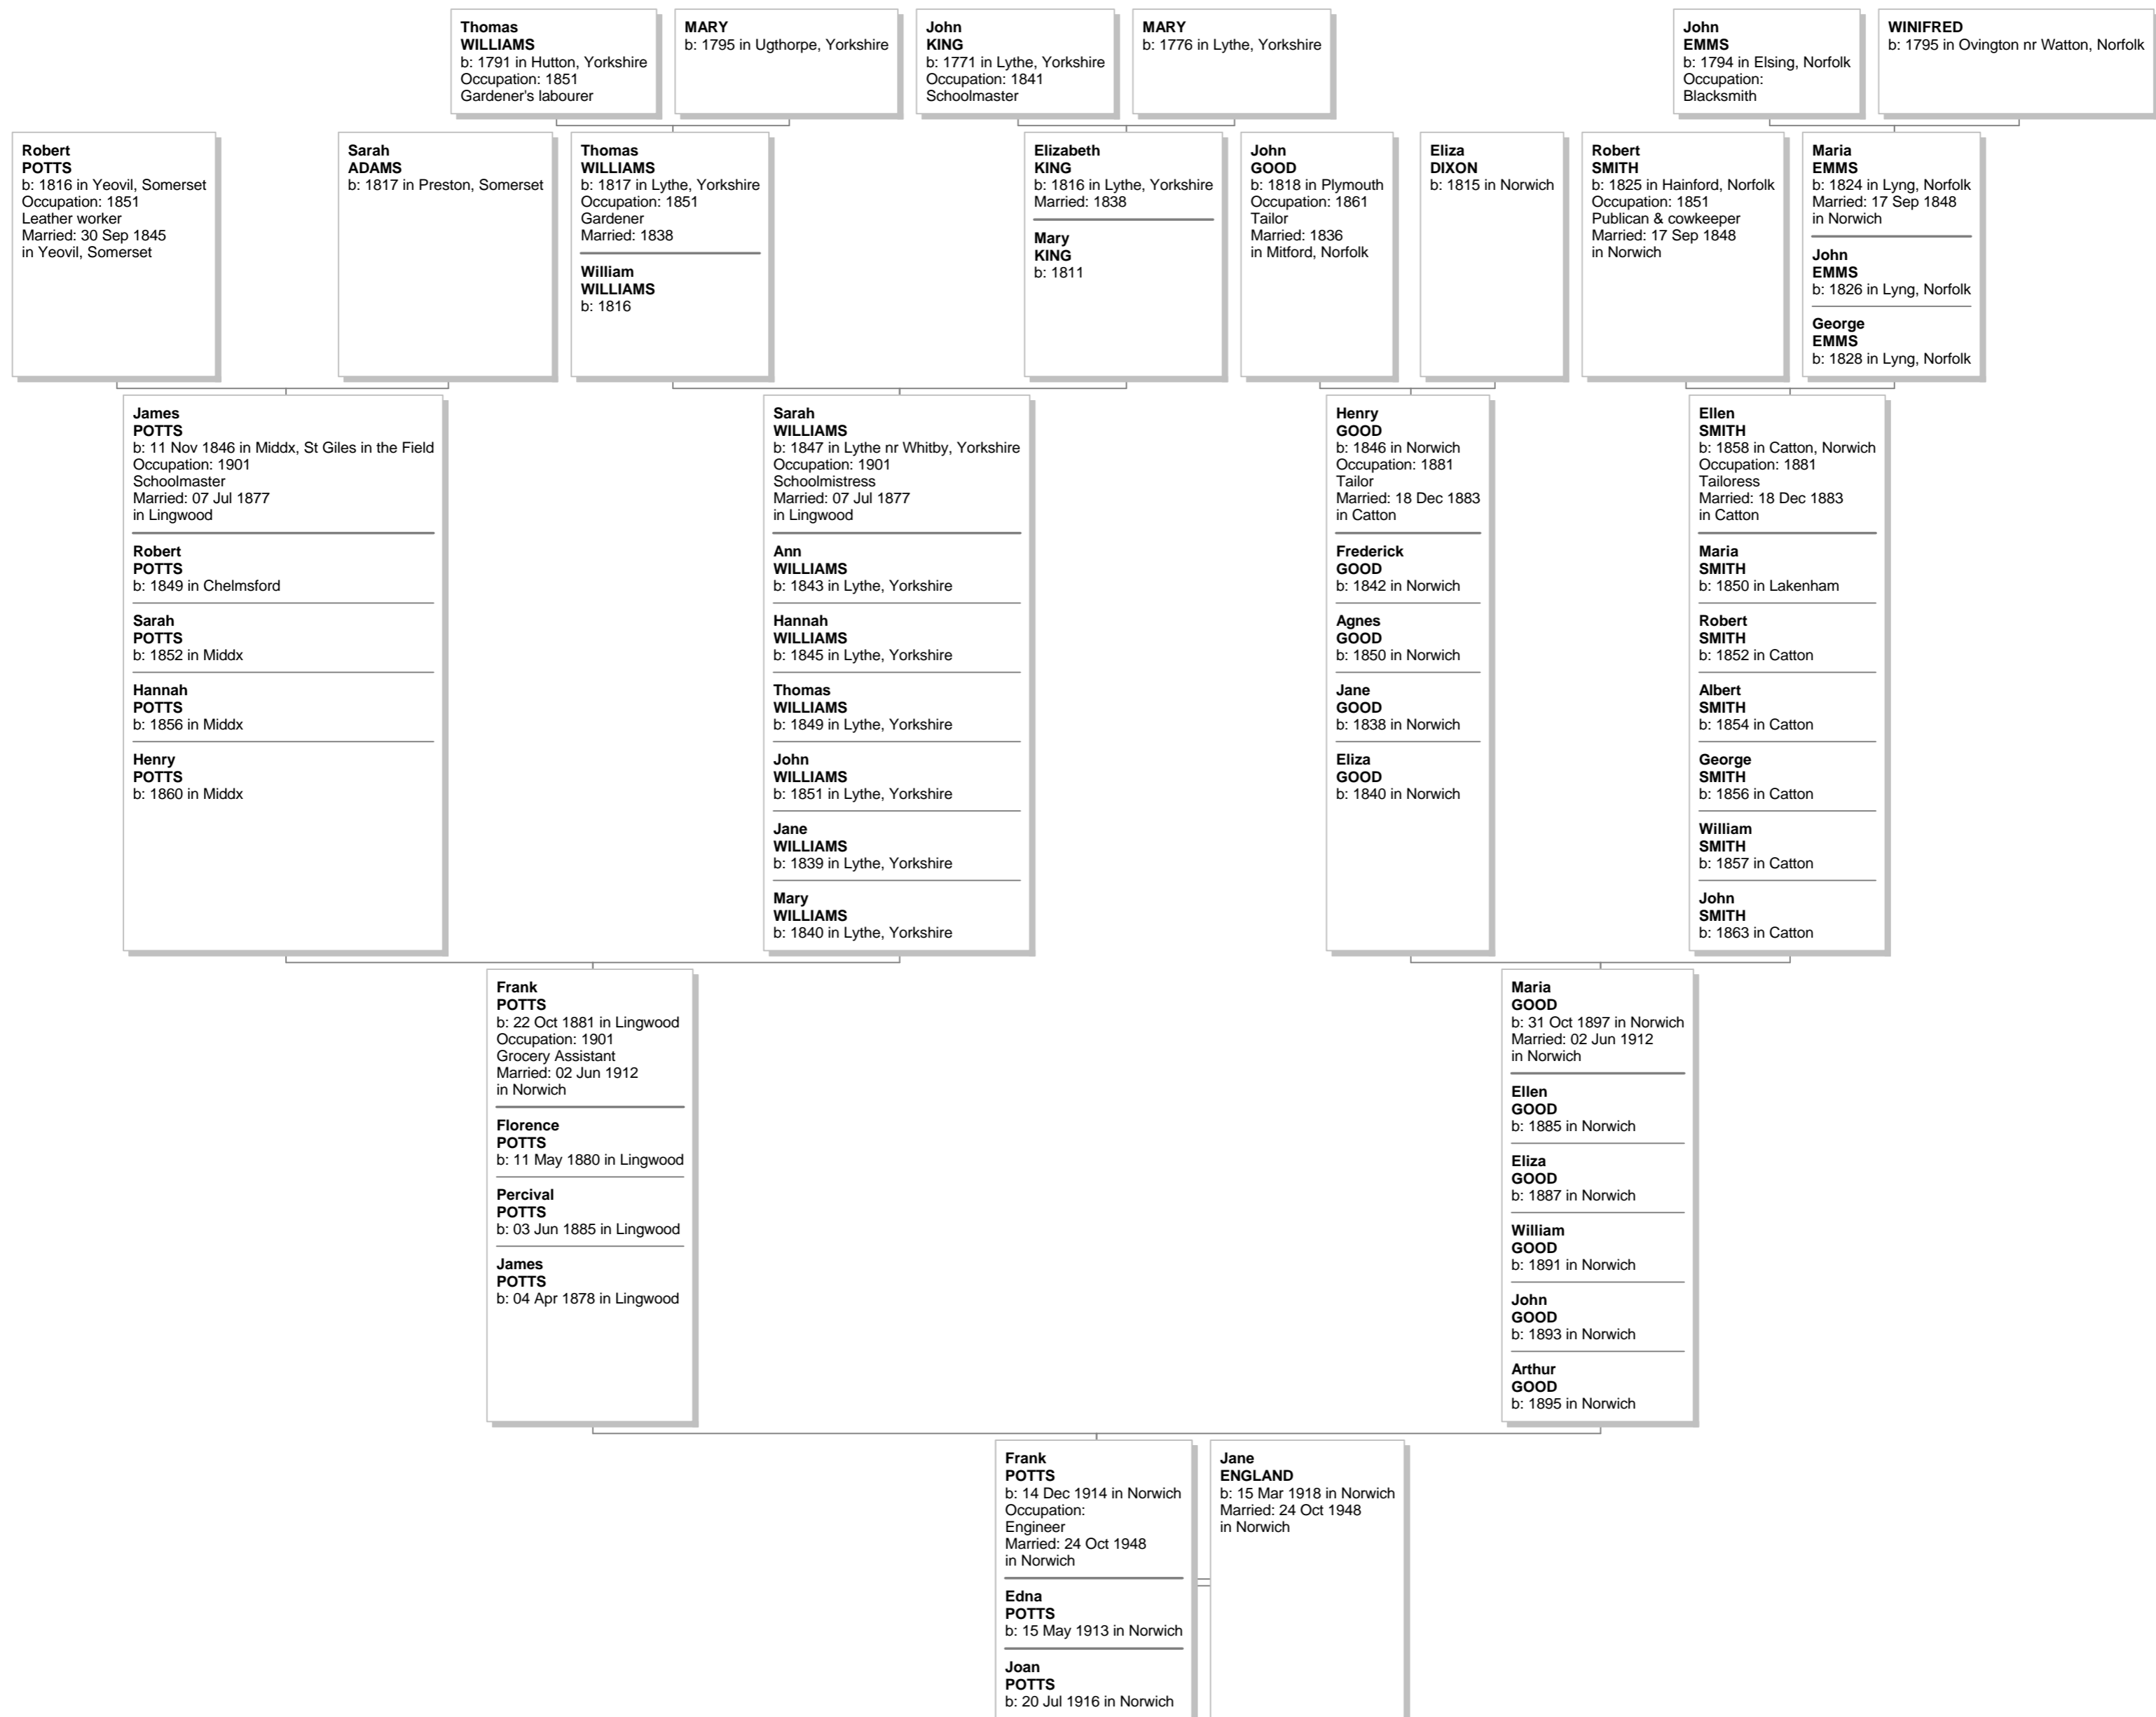 Thomas
WILLIAMS
b: 1791 in Hutton, Yorkshire
Occupation: 1851
Gardener's labourer
MARY
b: 1795 in Ugthorpe, Yorkshire
John
KING
b: 1771 in Lythe, Yorkshire
Occupation: 1841
Schoolmaster
MARY
b: 1776 in Lythe, Yorkshire
John
EMMS
b: 1794 in Elsing, Norfolk
Occupation:
Blacksmith
WINIFRED
b: 1795 in Ovington nr Watton, Norfolk
Robert
POTTS
b: 1816 in Yeovil, Somerset
Occupation: 1851
Leather worker
Married: 30 Sep 1845
in Yeovil, Somerset
Sarah
ADAMS
b: 1817 in Preston, Somerset
Thomas
WILLIAMS
b: 1817 in Lythe, Yorkshire
Occupation: 1851
Gardener
Married: 1838
William
WILLIAMS
b: 1816
Elizabeth
KING
b: 1816 in Lythe, Yorkshire
Married: 1838
Mary
KING
b: 1811
John
GOOD
b: 1818 in Plymouth
Occupation: 1861
Tailor
Married: 1836
in Mitford, Norfolk
Eliza
DIXON
b: 1815 in Norwich
Robert
SMITH
b: 1825 in Hainford, Norfolk
Occupation: 1851
Publican & cowkeeper
Married: 17 Sep 1848
in Norwich
Maria
EMMS
b: 1824 in Lyng, Norfolk
Married: 17 Sep 1848
in Norwich
John
EMMS
b: 1826 in Lyng, Norfolk
George
EMMS
b: 1828 in Lyng, Norfolk
James
POTTS
b: 11 Nov 1846 in Middx, St Giles in the Field
Occupation: 1901
Schoolmaster
Married: 07 Jul 1877
in Lingwood
Robert
POTTS
b: 1849 in Chelmsford
Sarah
POTTS
b: 1852 in Middx
Hannah
POTTS
b: 1856 in Middx
Henry
POTTS
b: 1860 in Middx
Sarah
WILLIAMS
b: 1847 in Lythe nr Whitby, Yorkshire
Occupation: 1901
Schoolmistress
Married: 07 Jul 1877
in Lingwood
Ann
WILLIAMS
b: 1843 in Lythe, Yorkshire
Hannah
WILLIAMS
b: 1845 in Lythe, Yorkshire
Thomas
WILLIAMS
b: 1849 in Lythe, Yorkshire
John
WILLIAMS
b: 1851 in Lythe, Yorkshire
Jane
WILLIAMS
b: 1839 in Lythe, Yorkshire
Mary
WILLIAMS
b: 1840 in Lythe, Yorkshire
Henry
GOOD
b: 1846 in Norwich
Occupation: 1881
Tailor
Married: 18 Dec 1883
in Catton
Frederick
GOOD
b: 1842 in Norwich
Agnes
GOOD
b: 1850 in Norwich
Jane
GOOD
b: 1838 in Norwich
Eliza
GOOD
b: 1840 in Norwich
Ellen
SMITH
b: 1858 in Catton, Norwich
Occupation: 1881
Tailoress
Married: 18 Dec 1883
in Catton
Maria
SMITH
b: 1850 in Lakenham
Robert
SMITH
b: 1852 in Catton
Albert
SMITH
b: 1854 in Catton
George
SMITH
b: 1856 in Catton
William
SMITH
b: 1857 in Catton
John
SMITH
b: 1863 in Catton
Frank
POTTS
b: 22 Oct 1881 in Lingwood
Occupation: 1901
Grocery Assistant
Married: 02 Jun 1912
in Norwich
Florence
POTTS
b: 11 May 1880 in Lingwood
Percival
POTTS
b: 03 Jun 1885 in Lingwood
James
POTTS
b: 04 Apr 1878 in Lingwood
Maria
GOOD
b: 31 Oct 1897 in Norwich
Married: 02 Jun 1912
in Norwich
Ellen
GOOD
b: 1885 in Norwich
Eliza
GOOD
b: 1887 in Norwich
William
GOOD
b: 1891 in Norwich
John
GOOD
b: 1893 in Norwich
Arthur
GOOD
b: 1895 in Norwich
Frank
POTTS
b: 14 Dec 1914 in Norwich
Occupation:
Engineer
Married: 24 Oct 1948
in Norwich
Edna
POTTS
b: 15 May 1913 in Norwich
Joan
POTTS
b: 20 Jul 1916 in Norwich
Jane
ENGLAND
b: 15 Mar 1918 in Norwich
Married: 24 Oct 1948
in Norwich